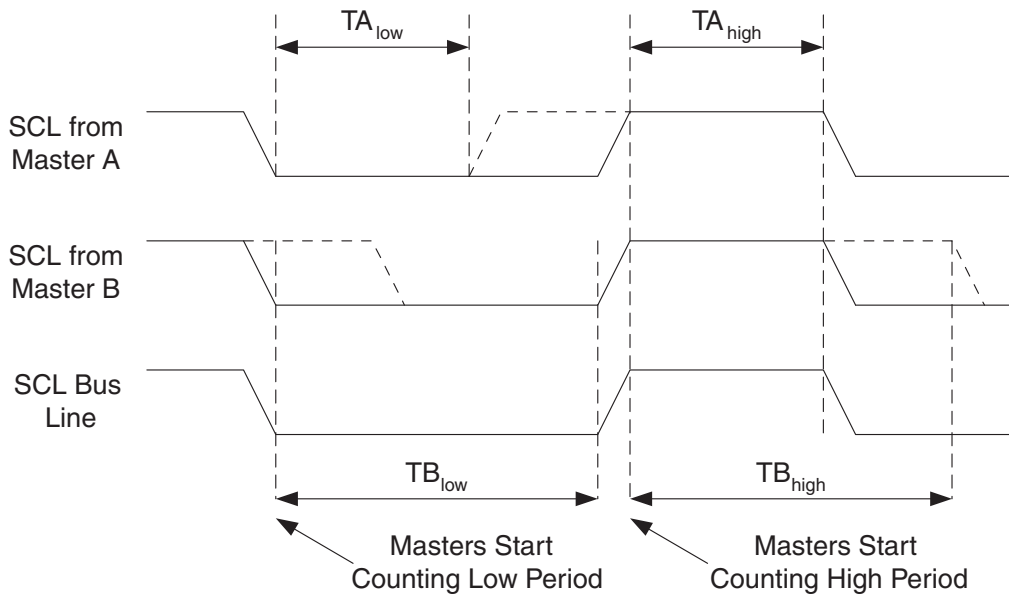 TA low
TA high
SCL from
Master A
SCL from
Master B
SCL Bus
Line
TB low
TB high
Masters Start
Counting Low Period
Masters Start
Counting High Period